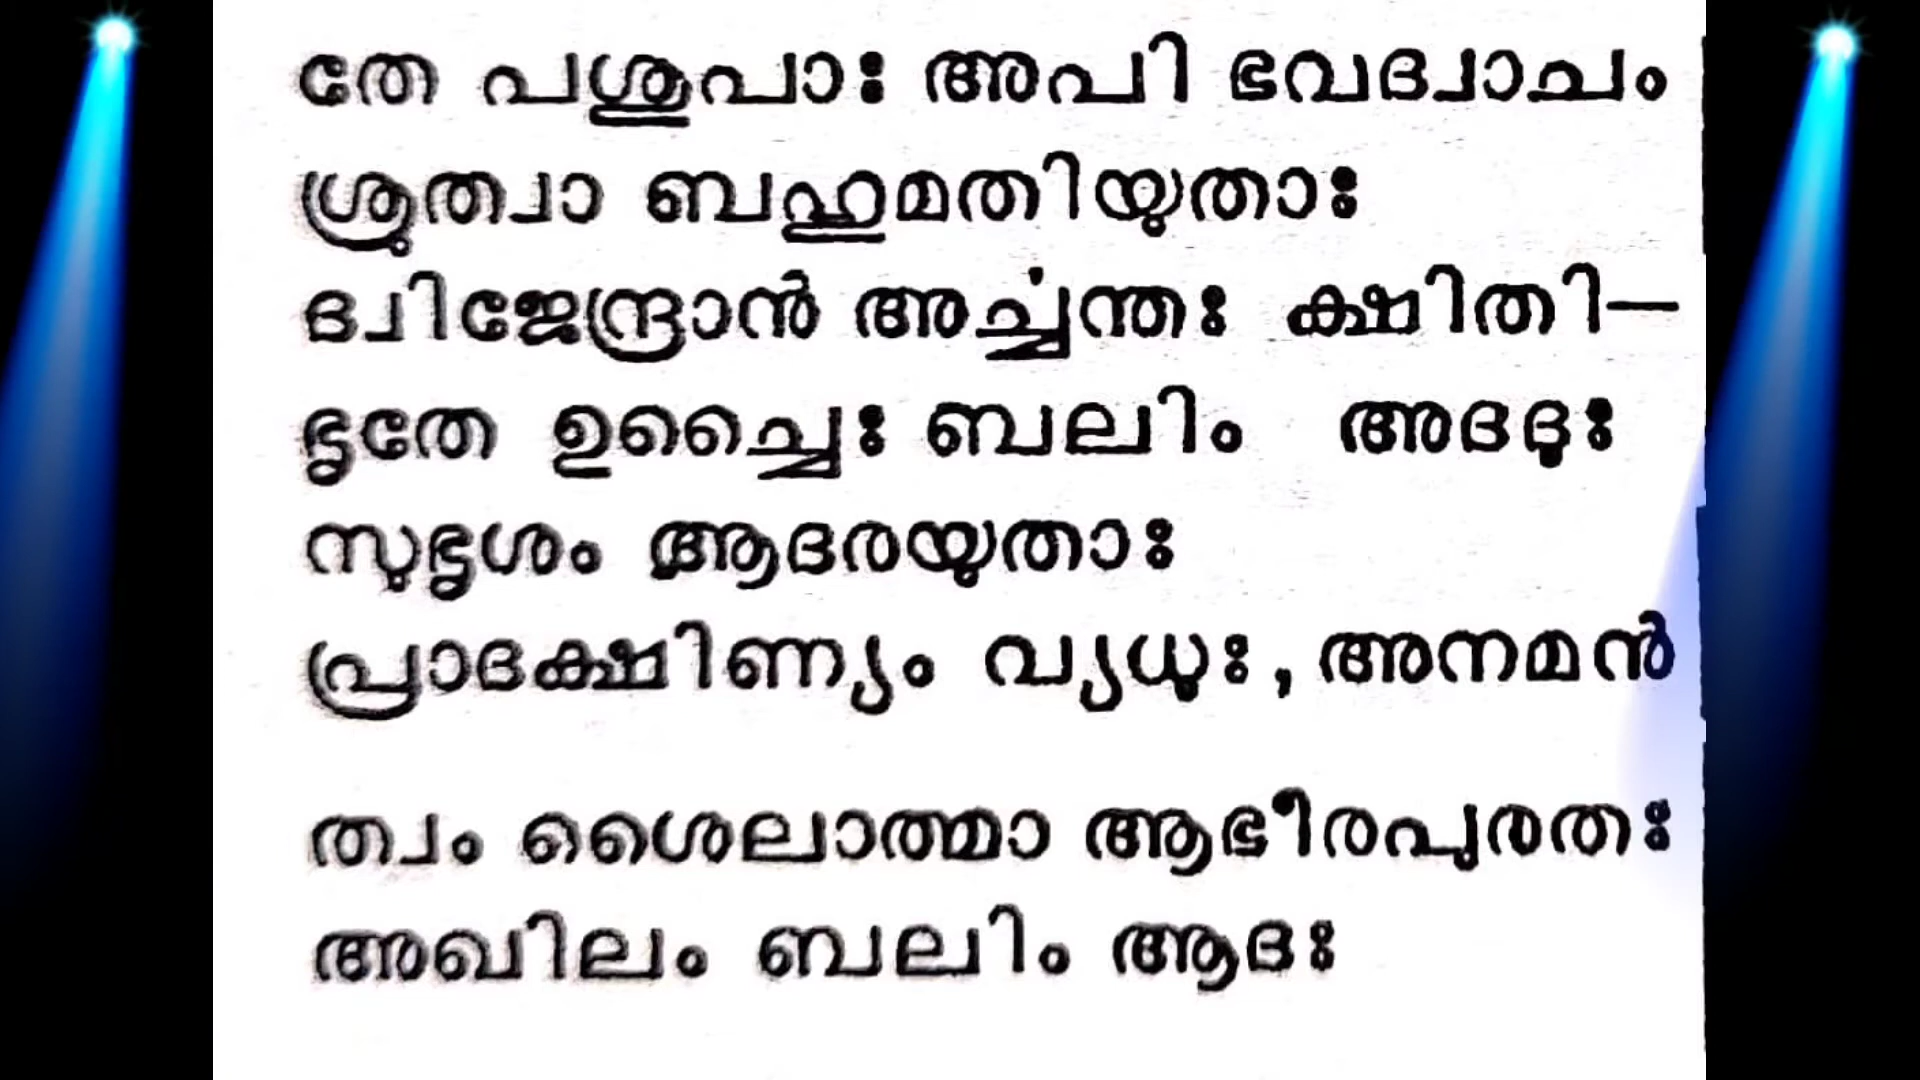 തേ പശുപാഃ അപി ഭവദ്വാചം
ശ്രുത്വാ ബഹുമതിയുതാഃ
ദ്വിജേന്ദ്രാൻ അർച്ചന്തഃ ക്ഷിതി—
ഭൃതേ ഉച്ചൈഃ ബലിം അദദുഃ
സുഭൃശം ആദരയുതാഃ
പ്രാദക്ഷിണ്യം വ്യധുഃ, അനമൻ
ത്വം ശൈലാത്മാ ആഭീരപുരതഃ
അഖിലം ബലിം ആദഃ